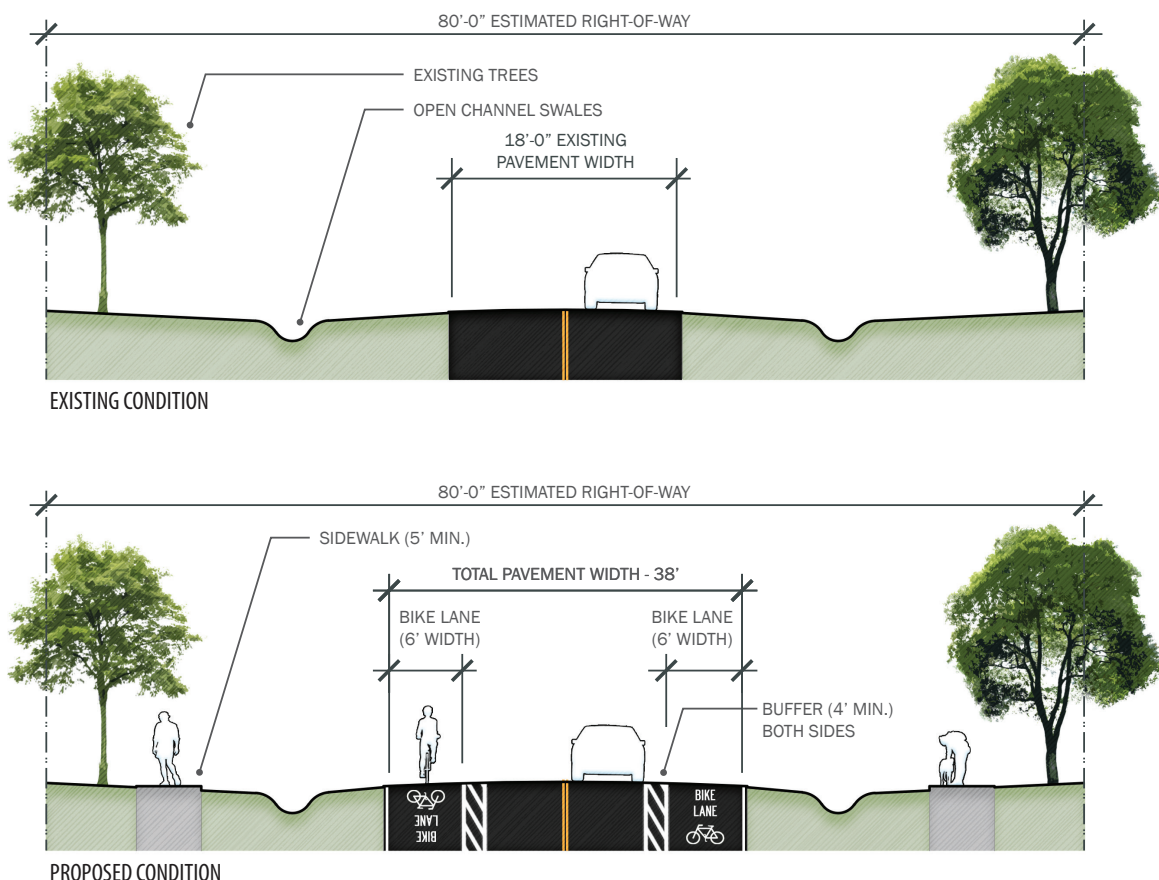 80’-0” ESTIMATED RIGHT-OF-WAY
EXISTING TREES
OPEN CHANNEL SWALES
18’-0” EXISTING
PAVEMENT WIDTH
EXISTING CONDITION
80’-0” ESTIMATED RIGHT-OF-WAY
SIDEWALK (5’ MIN.)
TOTAL PAVEMENT WIDTH - 38’
BIKE LANE
(6’ WIDTH)
BIKE LANE
(6’ WIDTH)
BUFFER (4’ MIN.)
BOTH SIDES
BIKE
LANE
BIKE
LANE
PROPOSED CONDITION